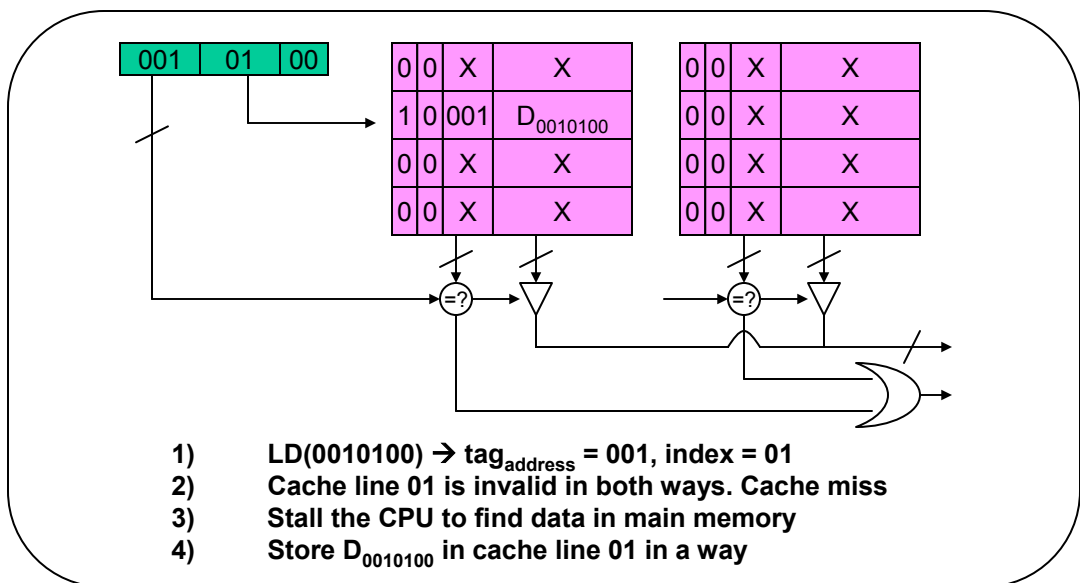 001 01 00
0 0 X X 0 0 X X
1 0 001 D0010100 0 0 X X
0 0 X X 0 0 X X
0 0 X X 0 0 X X
=? =?
1) LD(0010100) → tagaddress = 001, index = 01
2) Cache line 01 is invalid in both ways. Cache miss
3) Stall the CPU to find data in main memory
4) Store D0010100 in cache line 01 in a way